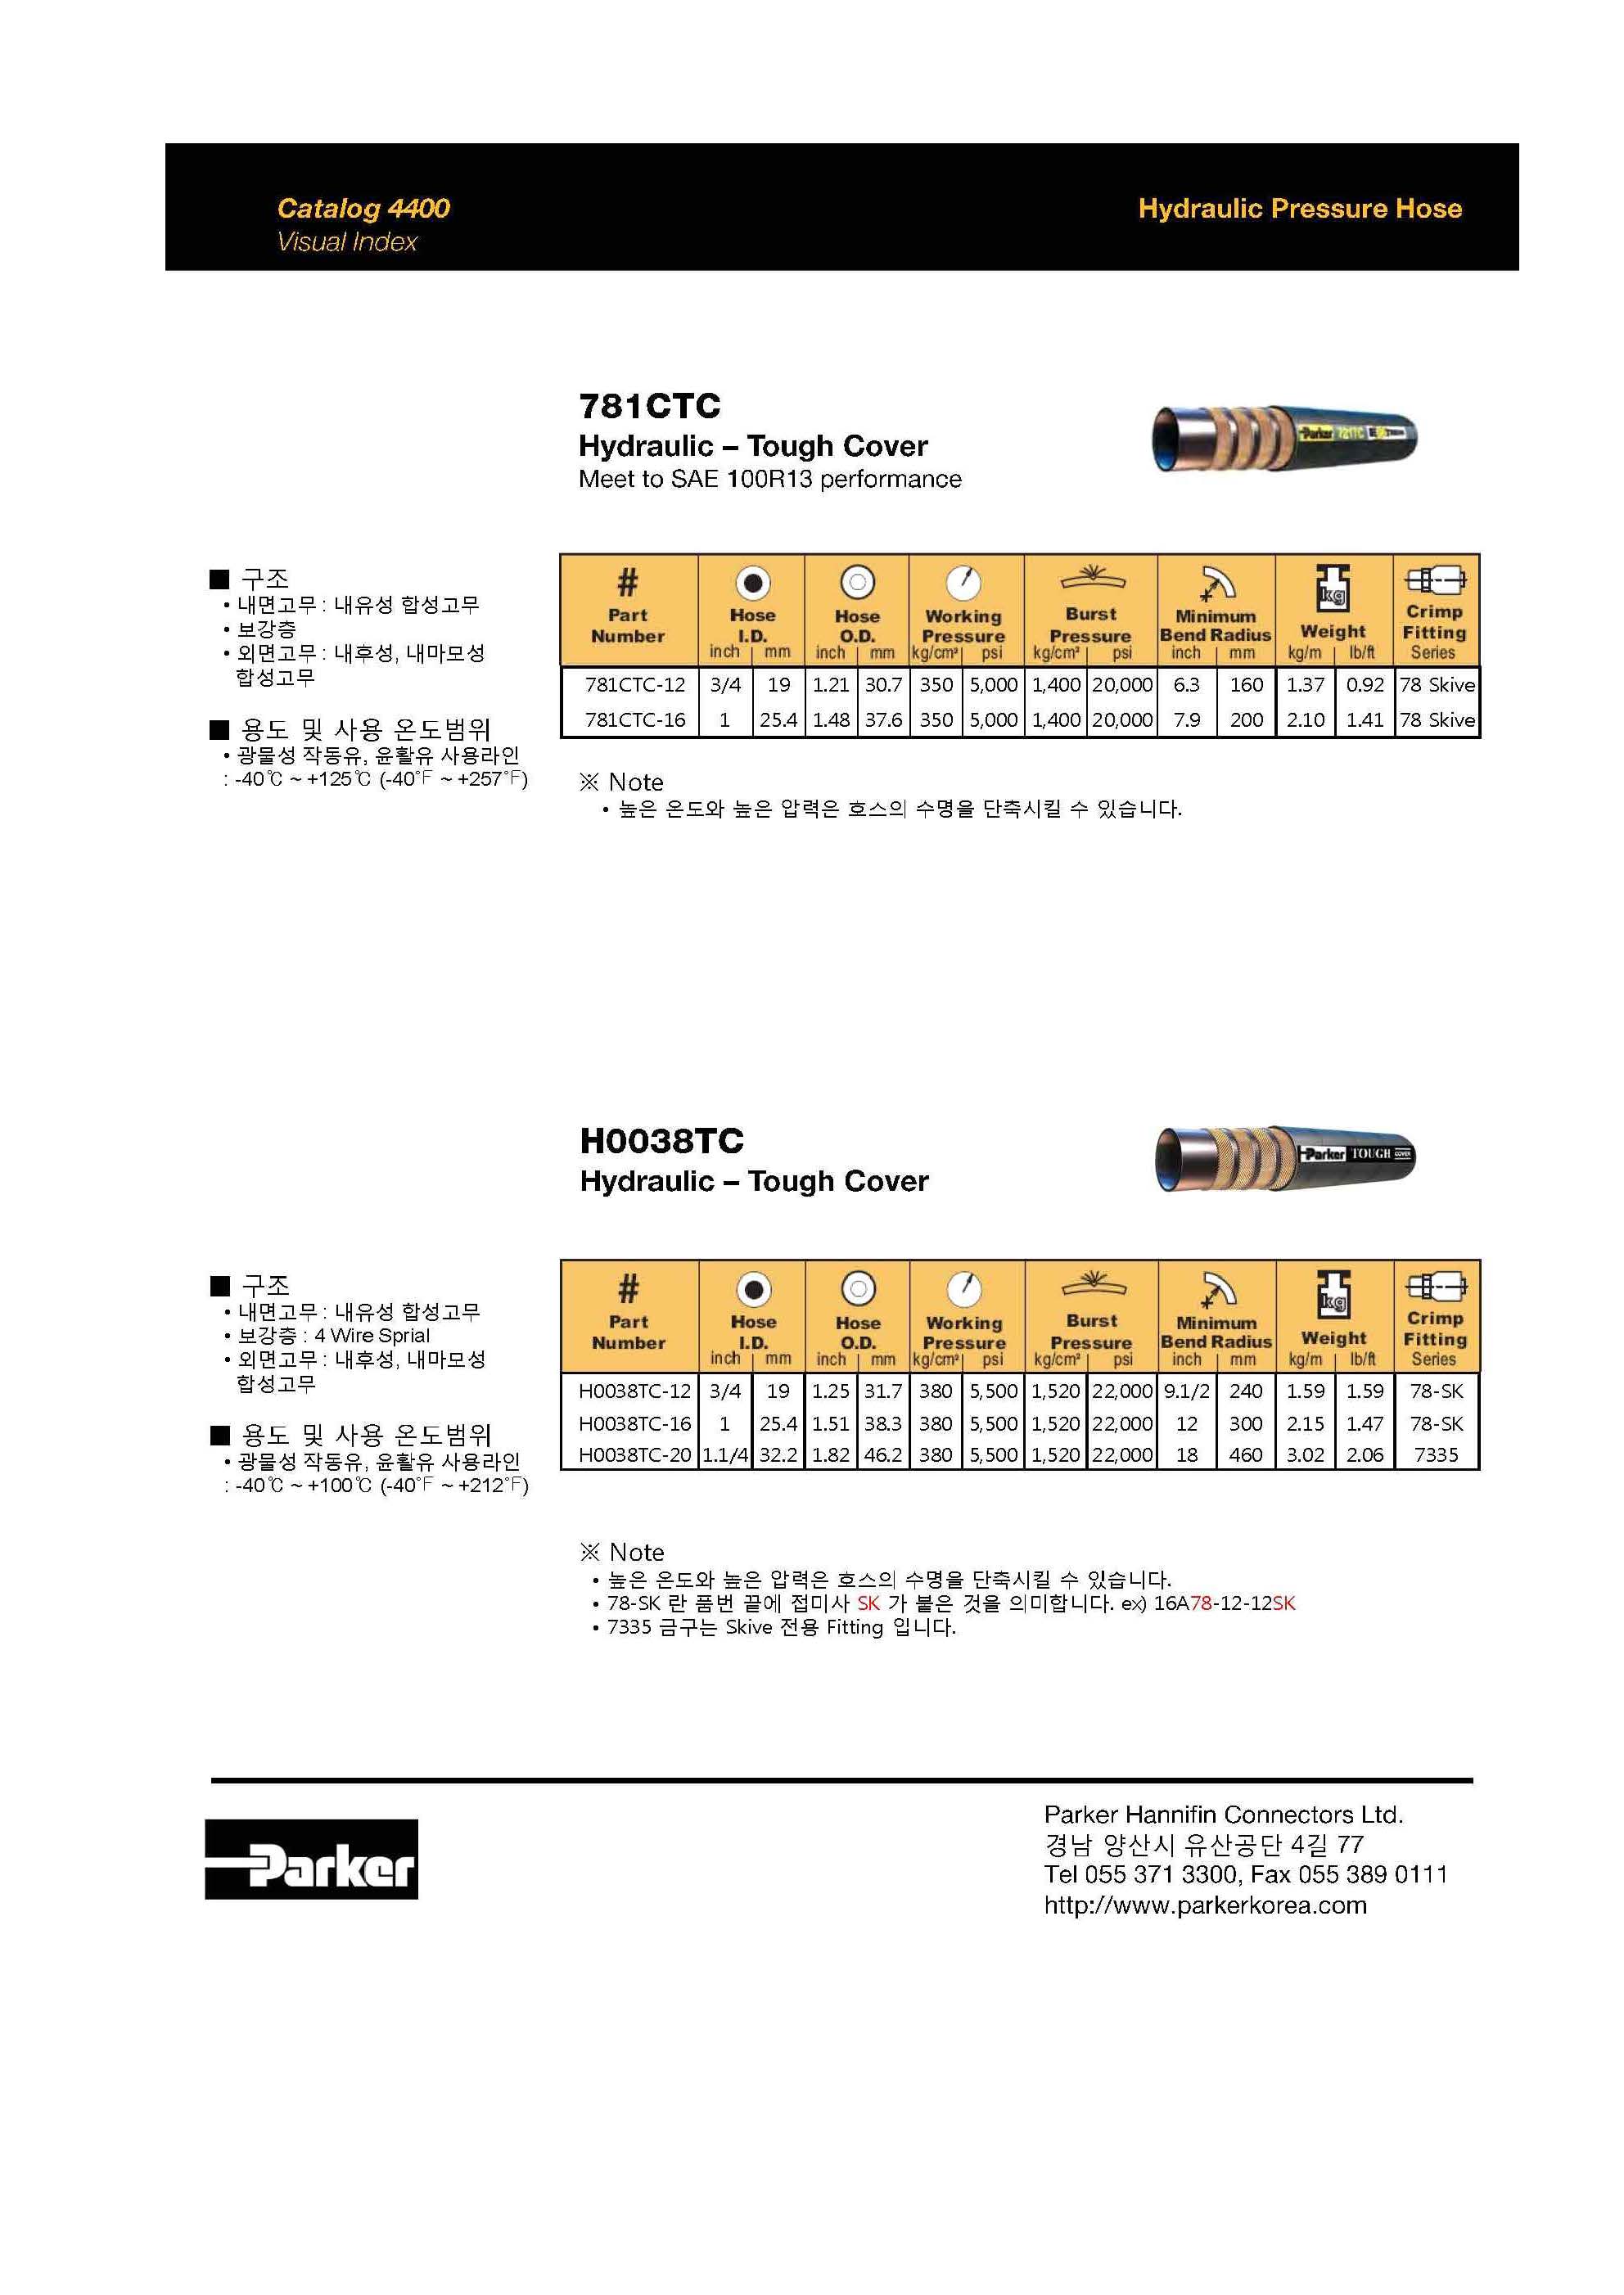 Catalog 4400
Visual Index
Hydraulic Pressure Hose
781CTC
Hydraulic – Tough Cover
Meet to SAE 100R13 performance
Parker 721TC
■ 구조
• 내면고무 : 내유성 합성고무
• 보강층
• 외면고무 : 내후성, 내마모성
합성고무
■ 용도 및 사용 온도범위
• 광물성 작동유, 윤활유 사용라인
: -40℃ ~ +125℃ (-40℉ ~ +257℉)
# Part Number | Hose I.D. | Hose O.D. | Working Pressure | Burst Pressure | Minimum Bend Radius | kg Weight | Crimp Fitting Series
inch mm inch mm kg/cm² psi kg/cm² psi inch mm kg/m lb/ft
781CTC-12 3/4 19 1.21 30.7 350 5,000 1,400 20,000 6.3 160 1.37 0.92 78 Skive
781CTC-16 1 25.4 1.48 37.6 350 5,000 1,400 20,000 7.9 200 2.10 1.41 78 Skive
※ Note
• 높은 온도와 높은 압력은 호스의 수명을 단축시킬 수 있습니다.
H0038TC
Hydraulic – Tough Cover
Parker TOUGH COVER
■ 구조
• 내면고무 : 내유성 합성고무
• 보강층 : 4 Wire Sprial
• 외면고무 : 내후성, 내마모성
합성고무
■ 용도 및 사용 온도범위
• 광물성 작동유, 윤활유 사용라인
: -40℃ ~ +100℃ (-40℉ ~ +212℉)
# Part Number | Hose I.D. | Hose O.D. | Working Pressure | Burst Pressure | Minimum Bend Radius | kg Weight | Crimp Fitting Series
inch mm inch mm kg/cm² psi kg/cm² psi inch mm kg/m lb/ft
H0038TC-12 3/4 19 1.25 31.7 380 5,500 1,520 22,000 9.1/2 240 1.59 1.59 78-SK
H0038TC-16 1 25.4 1.51 38.3 380 5,500 1,520 22,000 12 300 2.15 1.47 78-SK
H0038TC-20 1.1/4 32.2 1.82 46.2 380 5,500 1,520 22,000 18 460 3.02 2.06 7335
※ Note
• 높은 온도와 높은 압력은 호스의 수명을 단축시킬 수 있습니다.
• 78-SK 란 품번 끝에 접미사 SK 가 붙은 것을 의미합니다. ex) 16A78-12-12SK
• 7335 금구는 Skive 전용 Fitting 입니다.
Parker
Parker Hannifin Connectors Ltd.
경남 양산시 유산공단 4길 77
Tel 055 371 3300, Fax 055 389 0111
http://www.parkerkorea.com